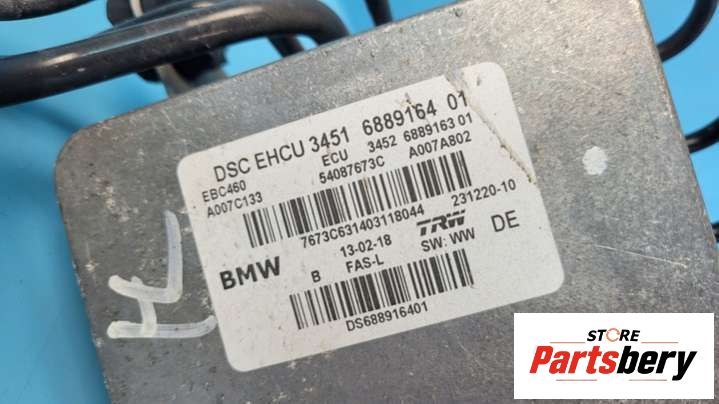 DSC EHCU 3451 6889164 01
ECU 3452 6889163 01
EBC460 54087673C A007A802
A007C133
7673C631403118044 231220-10
BMW 13-02-18 TRW DE
B FAS-L SW: WW
DS688916401
H
STORE
Partsbery